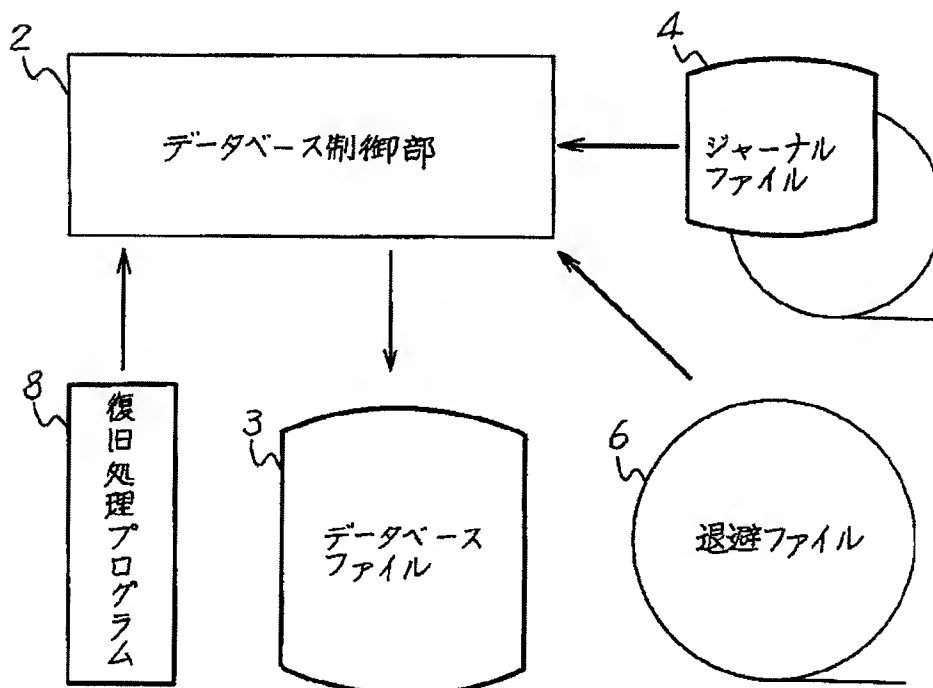 2
データベース制御部
4
ジャーナル
ファイル
8
復旧処理プログラム
3
データベース
ファイル
6
退避ファイル